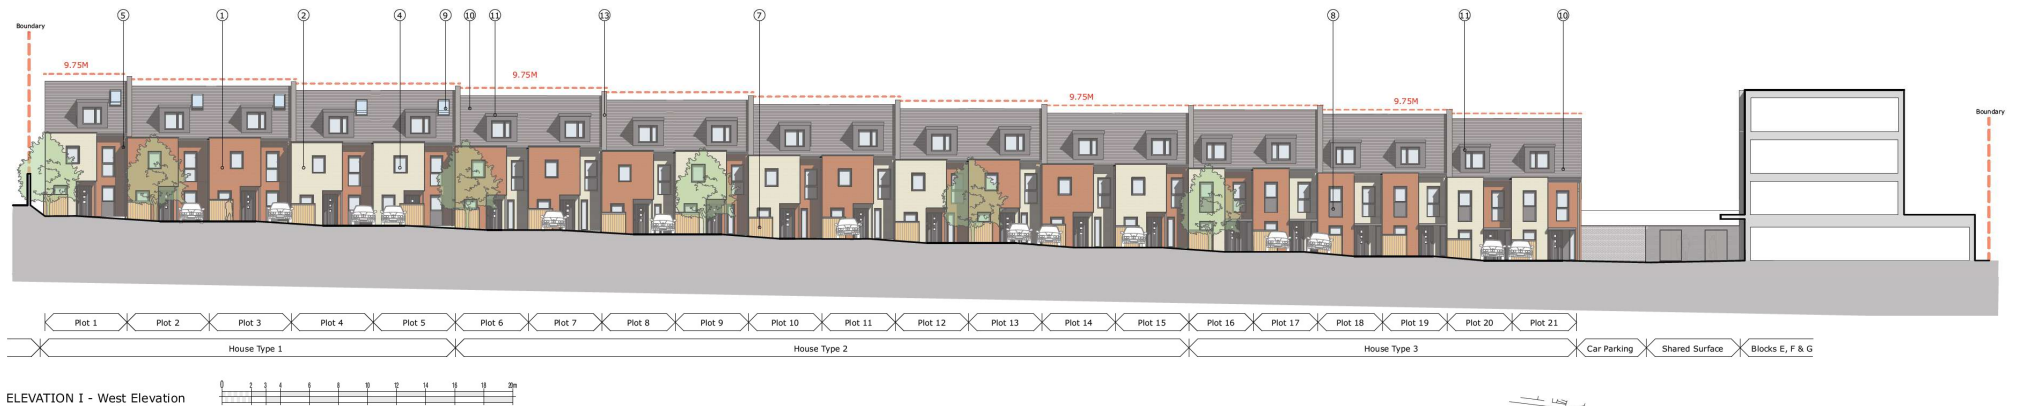 5 1 2 4 9 10 11 13 7 8 11 10
Boundary
9.75M
9.75M
9.75M
9.75M
Boundary
Plot 1 Plot 2 Plot 3 Plot 4 Plot 5 Plot 6 Plot 7 Plot 8 Plot 9 Plot 10 Plot 11 Plot 12 Plot 13 Plot 14 Plot 15 Plot 16 Plot 17 Plot 18 Plot 19 Plot 20 Plot 21
House Type 1 House Type 2 House Type 3 Car Parking Shared Surface Blocks E, F & G
0 2 3 4 6 8 10 12 14 16 18 20m
ELEVATION I - West Elevation